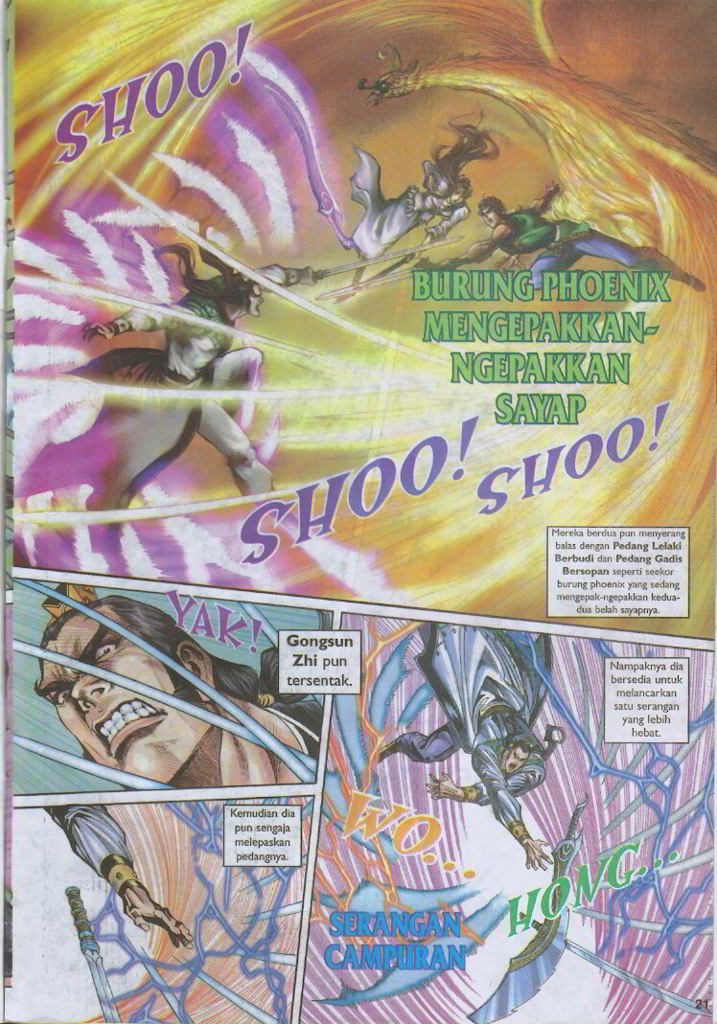 SHOO!
BURUNG PHOENIX
MENGEPAKKAN-
NGEPAKKAN
SAYAP
SHOO!
SHOO!
Mereka berdua pun menyerang
balas dengan Pedang Lelaki
Berbudi dan Pedang Gadis
Bersopan seperti seekor
burung phoenix yang sedang
mengepak-ngepakkan kedua-
dua belah sayapnya.
YAK!
Gongsun
Zhi pun
tersentak.
Nampaknya dia
bersedia untuk
melancarkan
satu serangan
yang lebih
hebat.
Kemudian dia
pun sengaja
melepaskan
pedangnya.
WO...
HONG...
SERANGAN
CAMPURAN
21